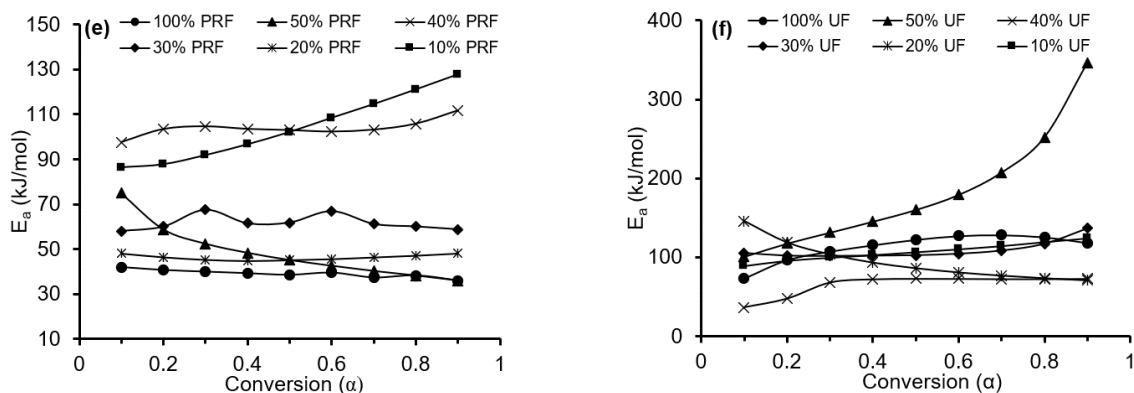 (e)
100% PRF 50% PRF 40% PRF
30% PRF 20% PRF 10% PRF
150
130
110
90
70
50
30
10
Ea (kJ/mol)
0 0.2 0.4 0.6 0.8 1
Conversion (α)
(f)
100% UF 50% UF 40% UF
30% UF 20% UF 10% UF
400
300
200
100
0
Ea (kJ/mol)
0 0.2 0.4 0.6 0.8 1
Conversion (α)